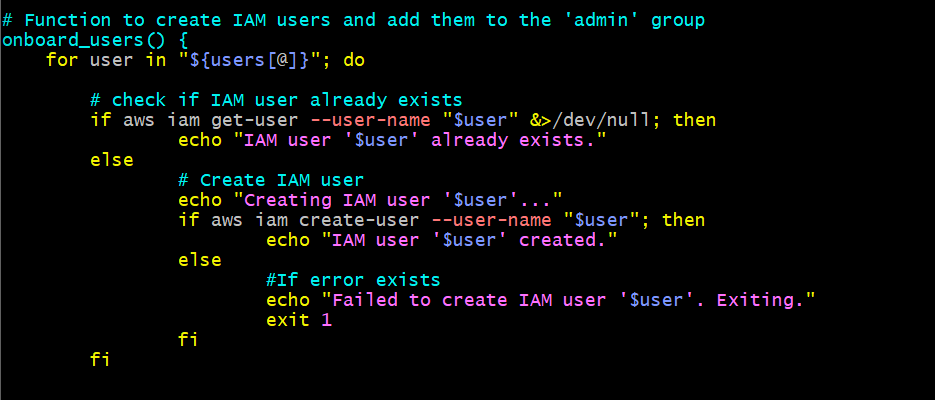 # Function to create IAM users and add them to the 'admin' group
onboard_users() {
    for user in "${users[@]}"; do
        # check if IAM user already exists
        if aws iam get-user --user-name "$user" &>/dev/null; then
                echo "IAM user '$user' already exists."
        else
                # Create IAM user
                echo "Creating IAM user '$user'..."
                if aws iam create-user --user-name "$user"; then
                        echo "IAM user '$user' created."
                else
                        #If error exists
                        echo "Failed to create IAM user '$user'. Exiting."
                        exit 1
                fi
        fi